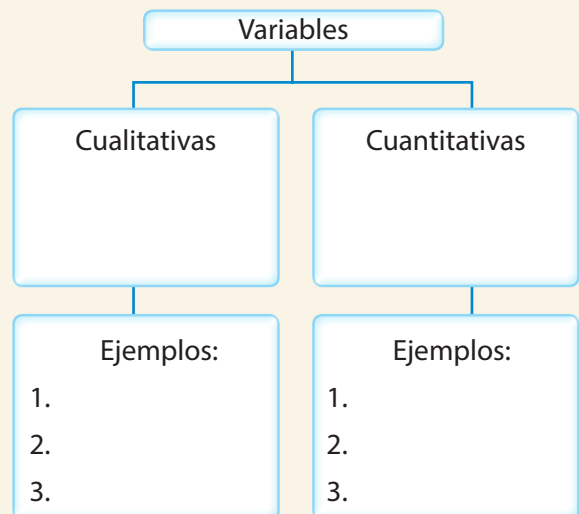 Variables
Cualitativas
Cuantitativas
Ejemplos:
1.
2.
3.
Ejemplos:
1.
2.
3.